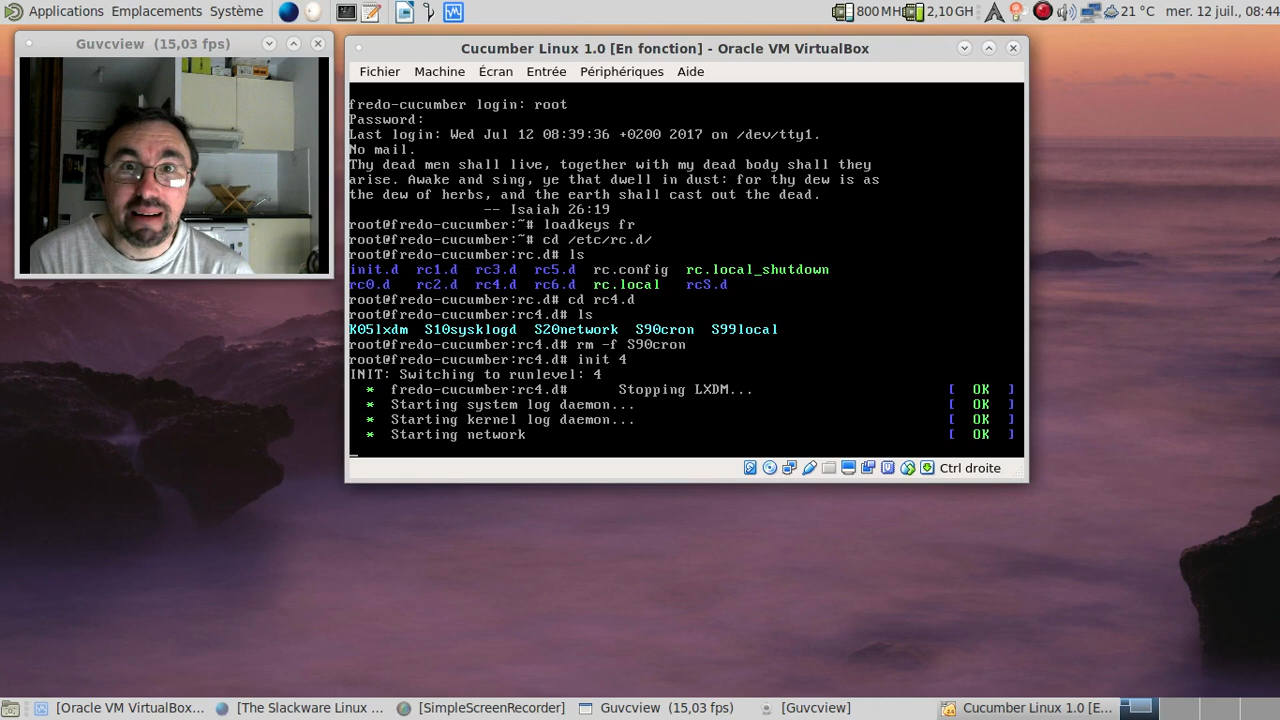 Applications Emplacements Système 800 MH 2,10 GH 21 °C mer. 12 juil., 08:44
Guvcview (15,03 fps)
Cucumber Linux 1.0 [En fonction] - Oracle VM VirtualBox
Fichier Machine Écran Entrée Périphériques Aide
fredo-cucumber login: root
Password:
Last login: Wed Jul 12 08:39:36 +0200 2017 on /dev/tty1.
No mail.
Thy dead men shall live, together with my dead body shall they
arise. Awake and sing, ye that dwell in dust: for thy dew is as
the dew of herbs, and the earth shall cast out the dead.
-- Isaiah 26:19
root@fredo-cucumber:~# loadkeys fr
root@fredo-cucumber:~# cd /etc/rc.d/
root@fredo-cucumber:rc.d# ls
init.d rc1.d rc3.d rc5.d rc.config rc.local_shutdown
rc0.d rc2.d rc4.d rc6.d rc.local rcS.d
root@fredo-cucumber:rc.d# cd rc4.d
root@fredo-cucumber:rc4.d# ls
K05lxdm S10sysklogd S20network S90cron S99local
root@fredo-cucumber:rc4.d# rm -f S90cron
root@fredo-cucumber:rc4.d# init 4
INIT: Switching to runlevel: 4
* fredo-cucumber:rc4.d# Stopping LXDM... [ OK ]
* Starting system log daemon... [ OK ]
* Starting kernel log daemon... [ OK ]
* Starting network [ OK ]
Ctrl droite
[Oracle VM VirtualBox... [The Slackware Linux ... [SimpleScreenRecorder] Guvcview (15,03 fps) [Guvcview] Cucumber Linux 1.0 [E...